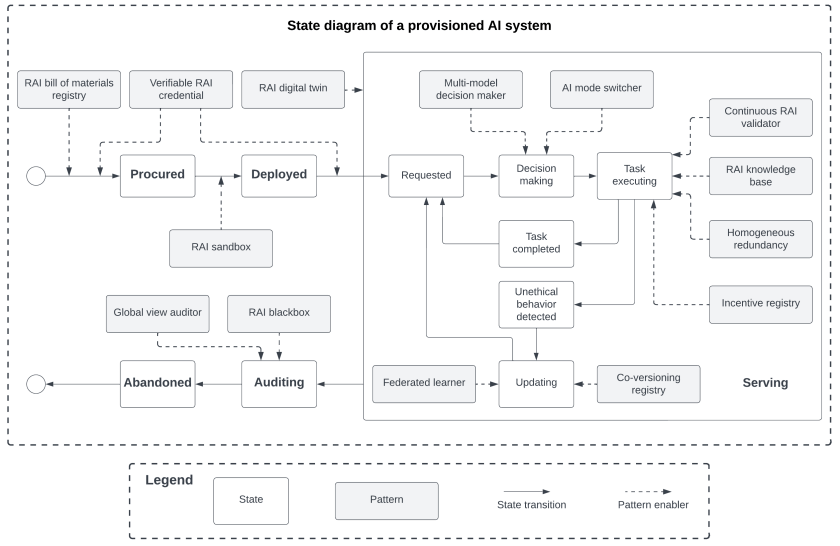 State diagram of a provisioned AI system
RAI bill of materials
registry
Verifiable RAI
credential
RAI digital twin
Multi-model
decision maker
AI mode switcher
Continuous RAI
validator
Procured
Deployed
Requested
Decision
making
Task
executing
RAI knowledge
base
RAI sandbox
Task
completed
Homogeneous
redundancy
Global view auditor
RAI blackbox
Unethical
behavior
detected
Incentive registry
Abandoned
Auditing
Federated learner
Updating
Co-versioning
registry
Serving
Legend
State
Pattern
State transition
Pattern enabler